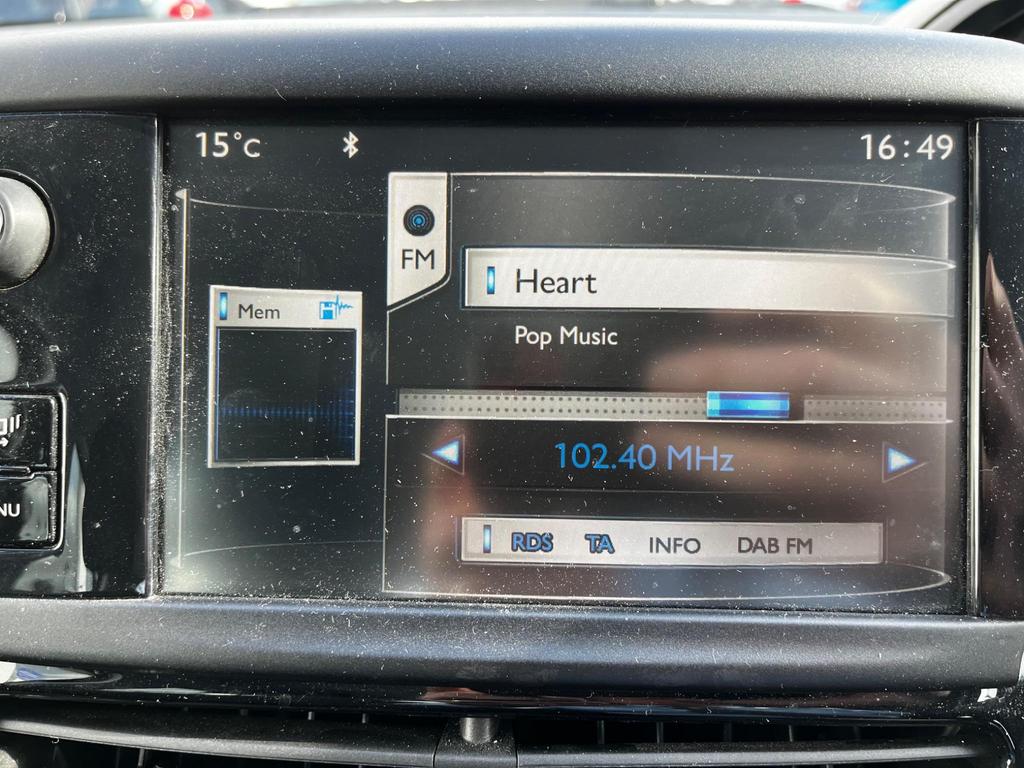 15°C 16:49
FM
Heart
Mem
Pop Music
102.40 MHz
NU
RDS TA INFO DAB FM